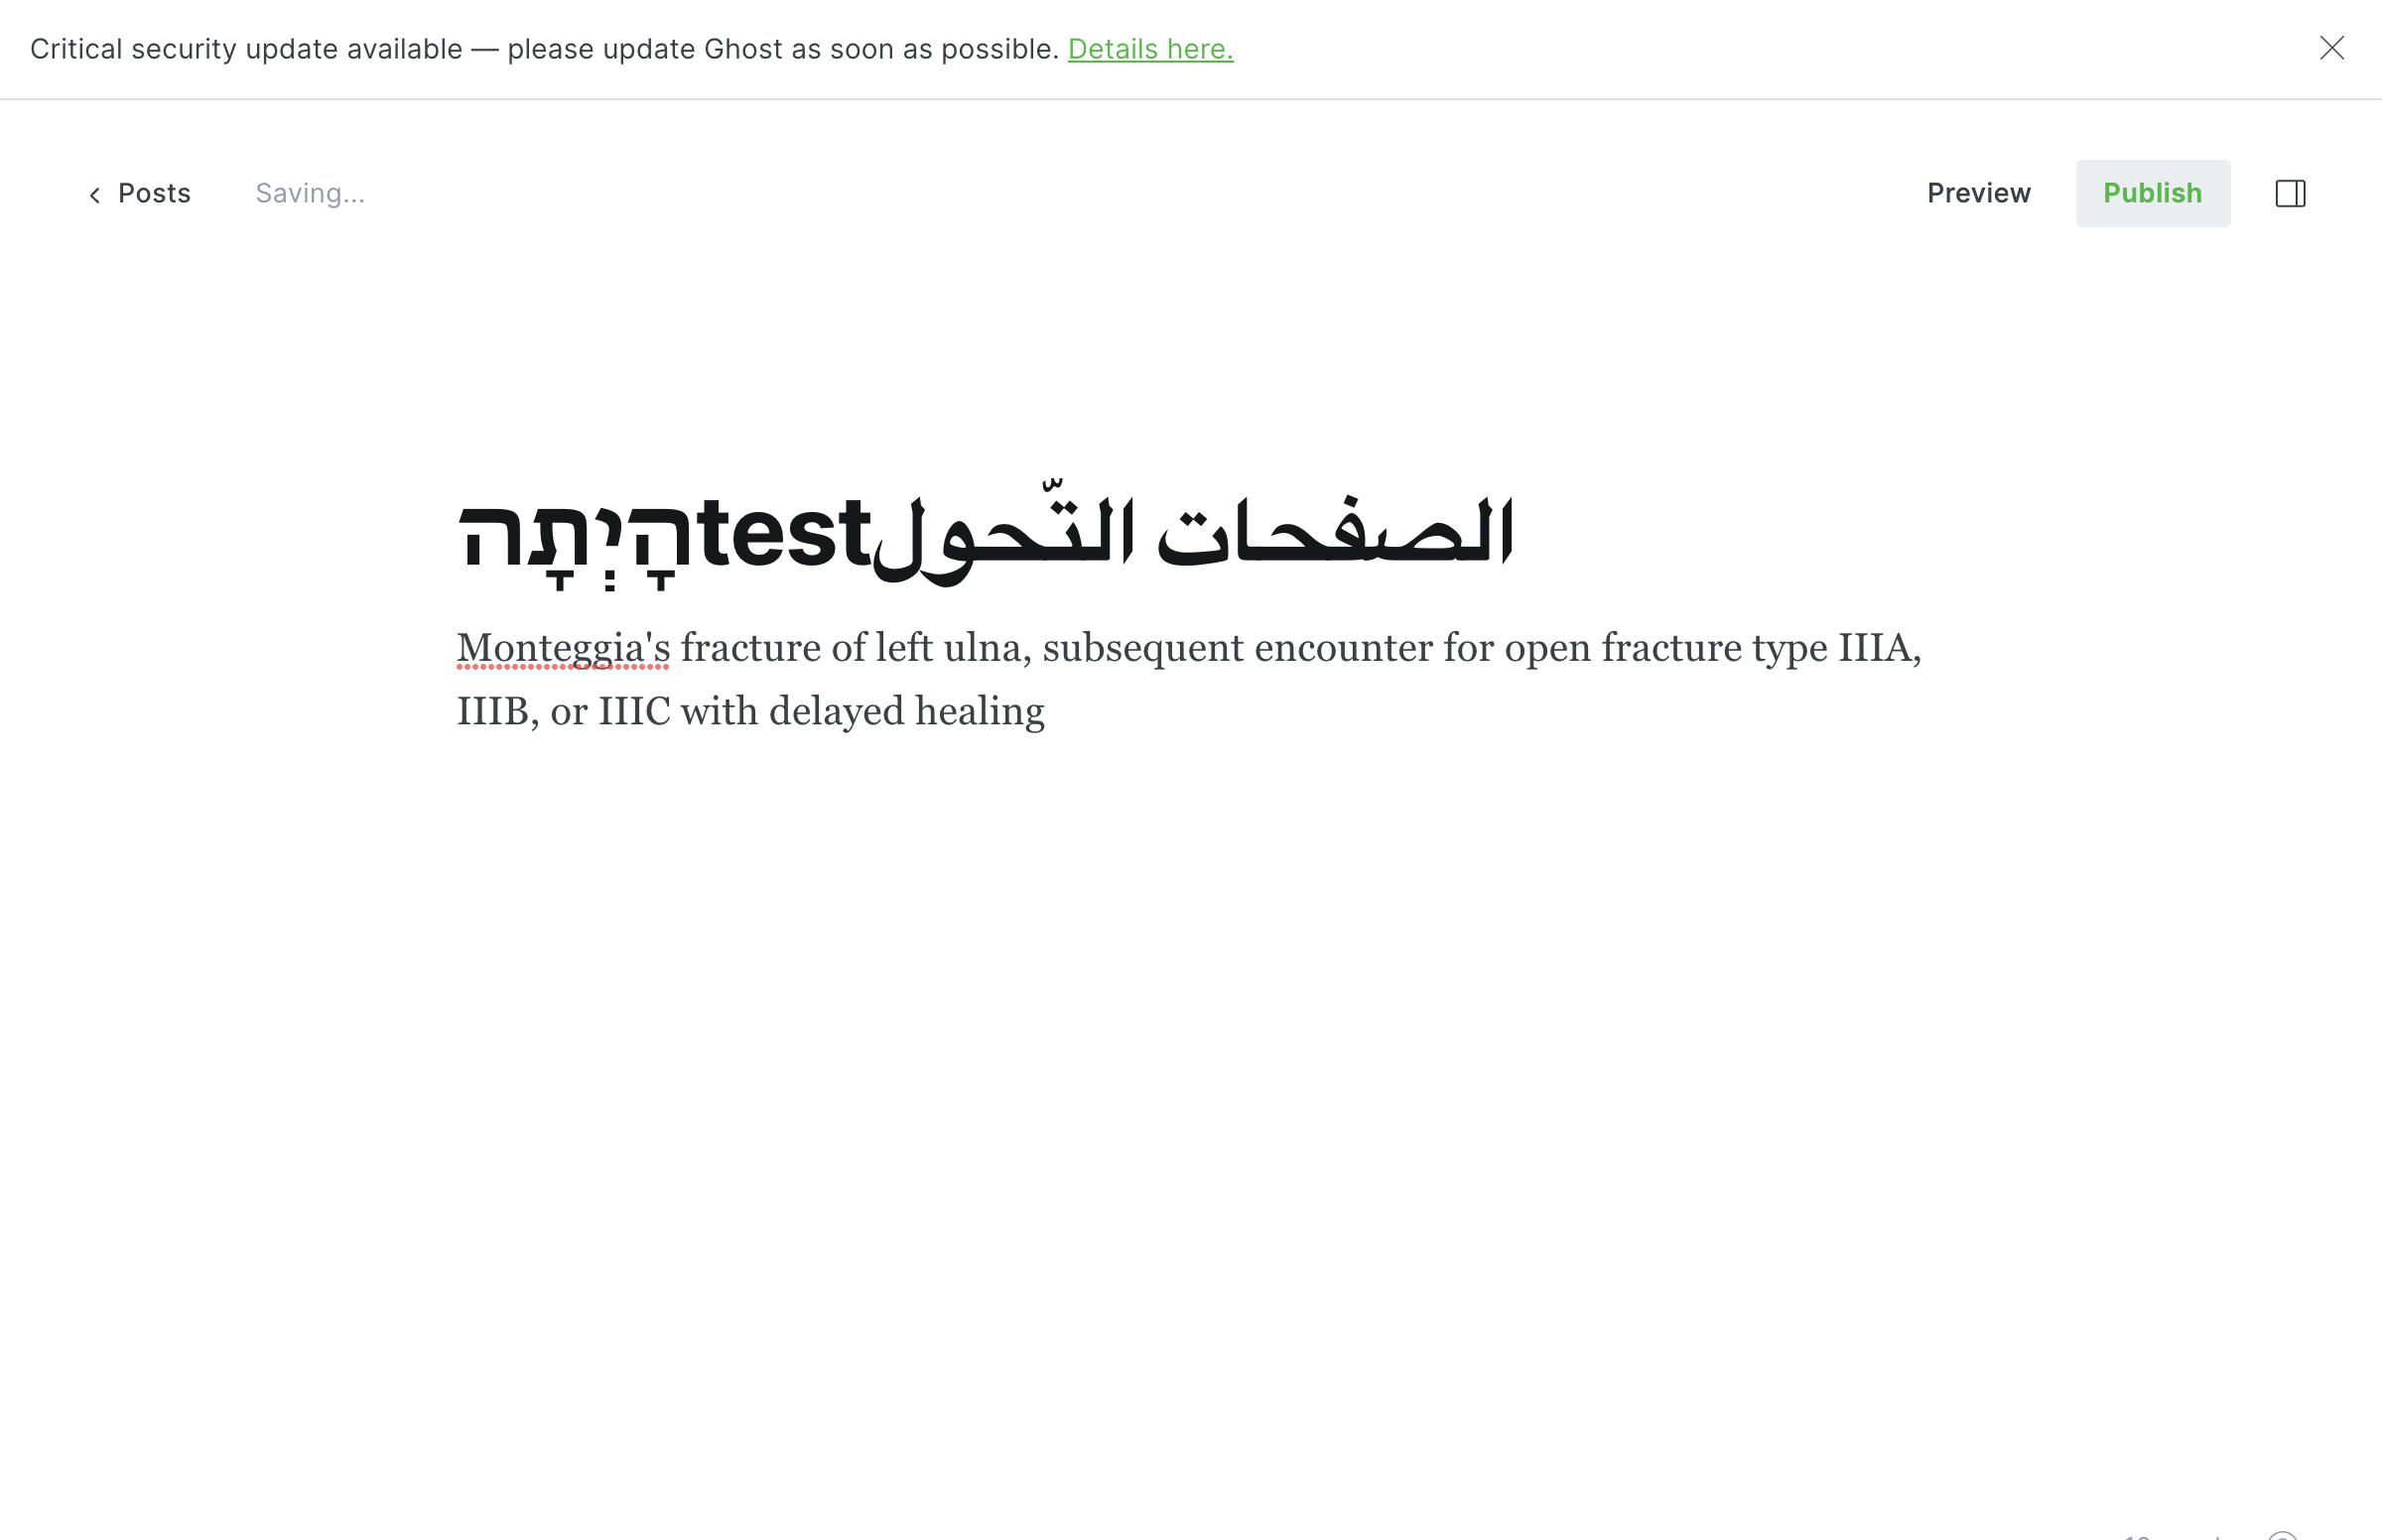 Critical security update available — please update Ghost as soon as possible. Details here.
Posts
Saving...
Preview
Publish
הָיְתָהtestالصفحات التّحول
Monteggia's fracture of left ulna, subsequent encounter for open fracture type IIIA,
IIIB, or IIIC with delayed healing